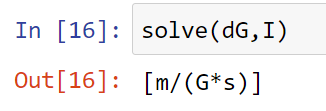 In [16]: solve(dG,I)
Out[16]: [m/(G*s)]